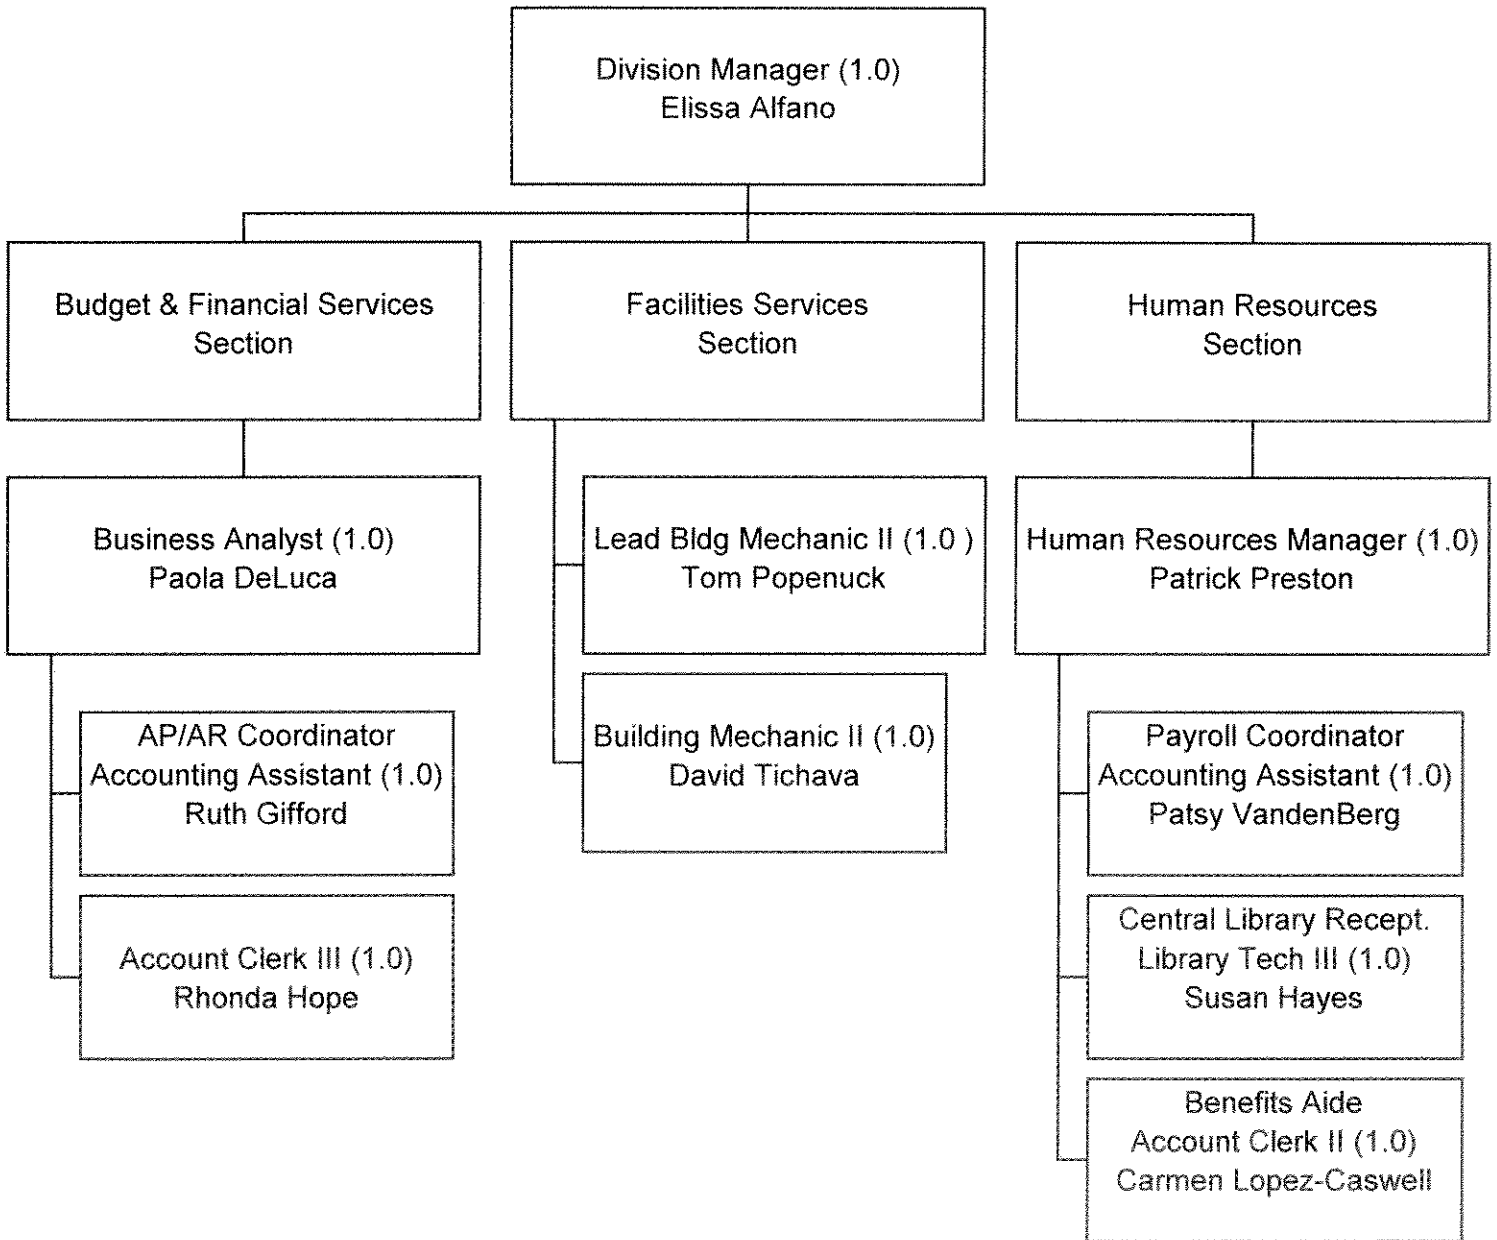 Division Manager (1.0)
Elissa Alfano
Budget & Financial Services
Section
Facilities Services
Section
Human Resources
Section
Business Analyst (1.0)
Paola DeLuca
Lead Bldg Mechanic II (1.0 )
Tom Popenuck
Human Resources Manager (1.0)
Patrick Preston
AP/AR Coordinator
Accounting Assistant (1.0)
Ruth Gifford
Account Clerk III (1.0)
Rhonda Hope
Building Mechanic II (1.0)
David Tichava
Payroll Coordinator
Accounting Assistant (1.0)
Patsy VandenBerg
Central Library Recept.
Library Tech III (1.0)
Susan Hayes
Benefits Aide
Account Clerk II (1.0)
Carmen Lopez-Caswell